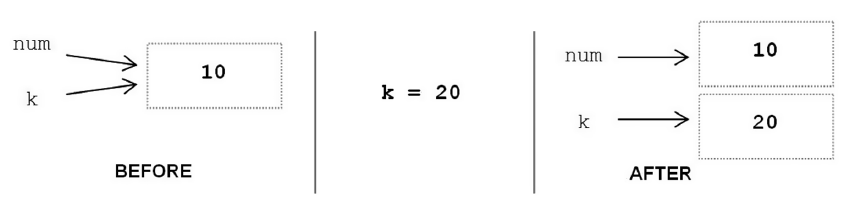 num
k
10
BEFORE
k = 20
num
10
k
20
AFTER